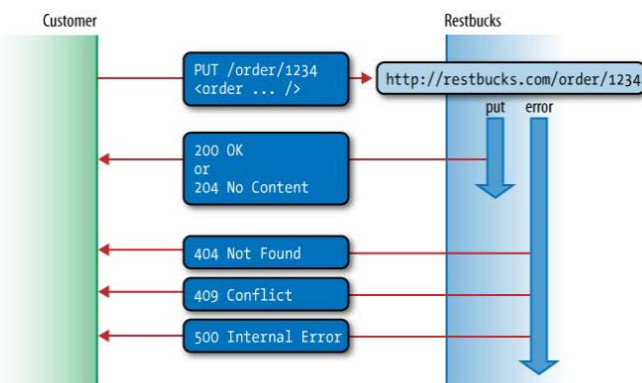 Customer
Restbucks
PUT /order/1234
<order ... />
http://restbucks.com/order/1234
put
error
200 OK
or
204 No Content
404 Not Found
409 Conflict
500 Internal Error